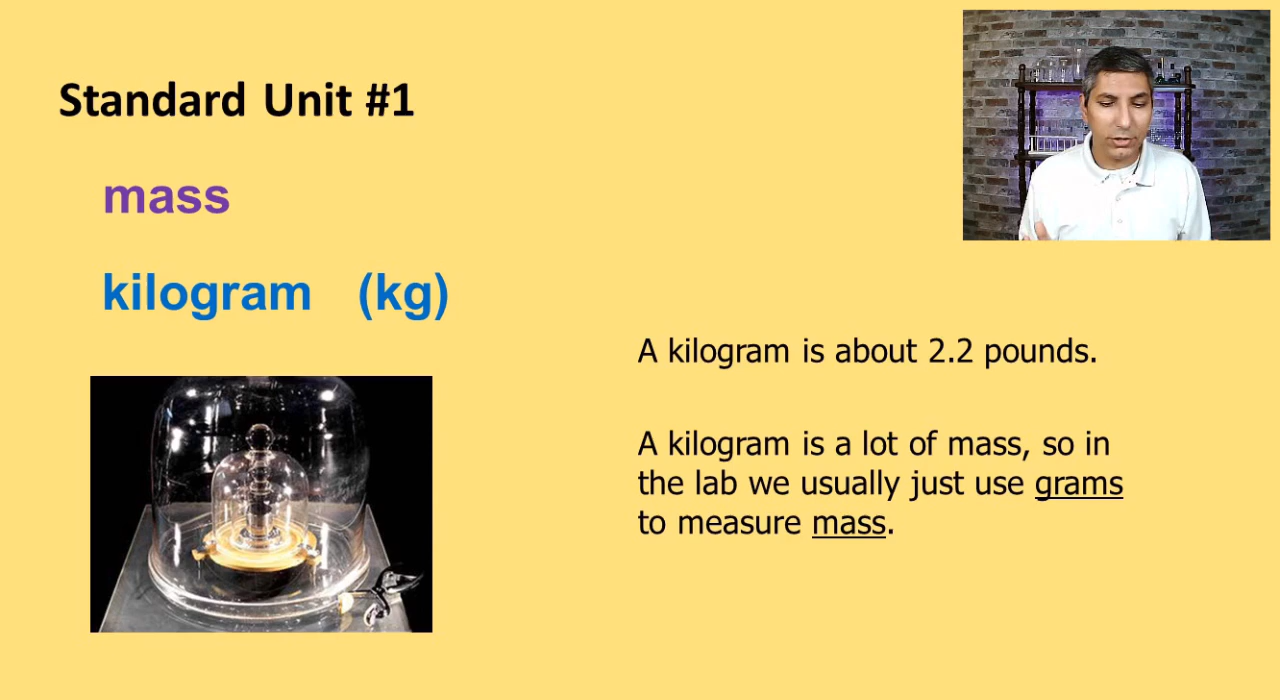 Standard Unit #1
mass
kilogram (kg)
A kilogram is about 2.2 pounds.
A kilogram is a lot of mass, so in
the lab we usually just use grams
to measure mass.